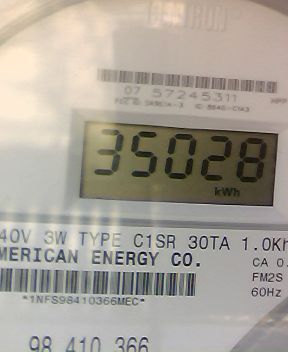 CENTRON
07 57245311
35028
kWh
40V 3W TYPE C1SR 30TA 1.0Kh
MERICAN ENERGY CO.
CA 0.
FM2S
60Hz
*1NFS98410366MEC*
98 410 366